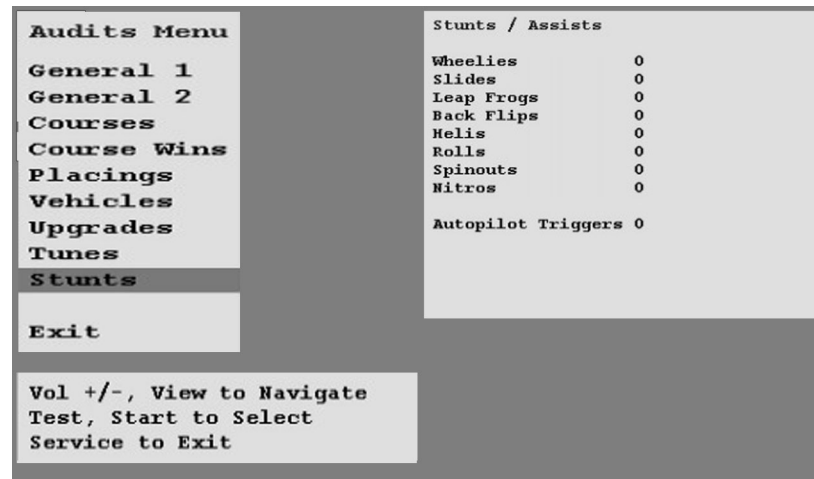 Audits Menu
General 1
General 2
Courses
Course Wins
Placings
Vehicles
Upgrades
Tunes
Stunts
Exit
Vol +/-, View to Navigate
Test, Start to Select
Service to Exit
Stunts / Assists
Wheelies 0
Slides 0
Leap Frogs 0
Back Flips 0
Helis 0
Rolls 0
Spinouts 0
Nitros 0
Autopilot Triggers 0